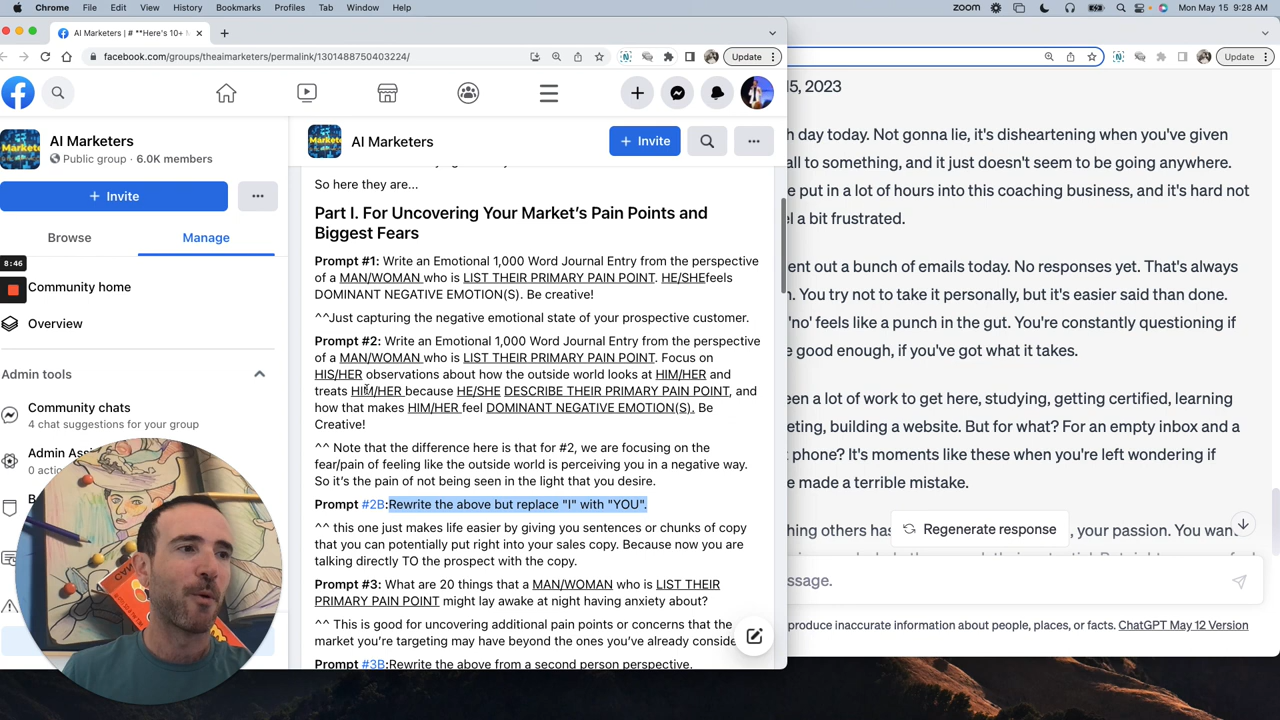 Chrome File Edit View History Bookmarks Profiles Tab Window Help
zoom Mon May 15 9:28 AM
AI Marketers | # **Here's 10+
facebook.com/groups/theaimarketers/permalink/1301488750403224/
Update
Update
AI Marketers
Public group · 6.0K members
+ Invite
Browse
Manage
8:46
Community home
Overview
Admin tools
Community chats
4 chat suggestions for your group
Admin Assi
0 actio
AI Marketers
+ Invite
So here they are...
Part I. For Uncovering Your Market's Pain Points and
Biggest Fears
Prompt #1: Write an Emotional 1,000 Word Journal Entry from the perspective
of a MAN/WOMAN who is LIST THEIR PRIMARY PAIN POINT. HE/SHEfeels
DOMINANT NEGATIVE EMOTION(S). Be creative!
^^Just capturing the negative emotional state of your prospective customer.
Prompt #2: Write an Emotional 1,000 Word Journal Entry from the perspective
of a MAN/WOMAN who is LIST THEIR PRIMARY PAIN POINT. Focus on
HIS/HER observations about how the outside world looks at HIM/HER and
treats HIM/HER because HE/SHE DESCRIBE THEIR PRIMARY PAIN POINT, and
how that makes HIM/HER feel DOMINANT NEGATIVE EMOTION(S). Be
Creative!
^^ Note that the difference here is that for #2, we are focusing on the
fear/pain of feeling like the outside world is perceiving you in a negative way.
So it's the pain of not being seen in the light that you desire.
Prompt #2B:Rewrite the above but replace "I" with "YOU".
^^ this one just makes life easier by giving you sentences or chunks of copy
that you can potentially put right into your sales copy. Because now you are
talking directly TO the prospect with the copy.
Prompt #3: What are 20 things that a MAN/WOMAN who is LIST THEIR
PRIMARY PAIN POINT might lay awake at night having anxiety about?
^^ This is good for uncovering additional pain points or concerns that the
market you're targeting may have beyond the ones you've already conside
Prompt #3B:Rewrite the above from a second person perspective.
15, 2023
h day today. Not gonna lie, it's disheartening when you've given
all to something, and it just doesn't seem to be going anywhere.
e put in a lot of hours into this coaching business, and it's hard not
el a bit frustrated.
ent out a bunch of emails today. No responses yet. That's always
n. You try not to take it personally, but it's easier said than done.
'no' feels like a punch in the gut. You're constantly questioning if
e good enough, if you've got what it takes.
een a lot of work to get here, studying, getting certified, learning
eting, building a website. But for what? For an empty inbox and a
t phone? It's moments like these when you're left wondering if
e made a terrible mistake.
hing others has , your passion. You want
Regenerate response
ssage.
produce inaccurate information about people, places, or facts. ChatGPT May 12 Version